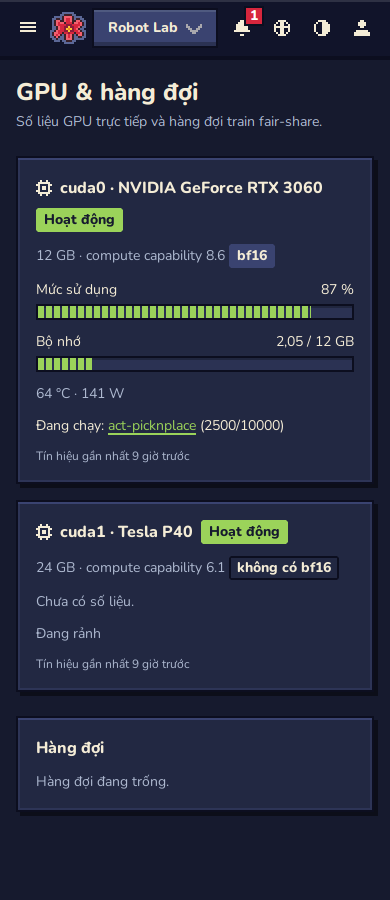 Robot Lab
1
GPU & hàng đợi
Số liệu GPU trực tiếp và hàng đợi train fair-share.
cuda0 · NVIDIA GeForce RTX 3060
Hoạt động
12 GB · compute capability 8.6 bf16
Mức sử dụng 87 %
Bộ nhớ 2,05 / 12 GB
64 °C · 141 W
Đang chạy: act-picknplace (2500/10000)
Tín hiệu gần nhất 9 giờ trước
cuda1 · Tesla P40 Hoạt động
24 GB · compute capability 6.1 không có bf16
Chưa có số liệu.
Đang rảnh
Tín hiệu gần nhất 9 giờ trước
Hàng đợi
Hàng đợi đang trống.